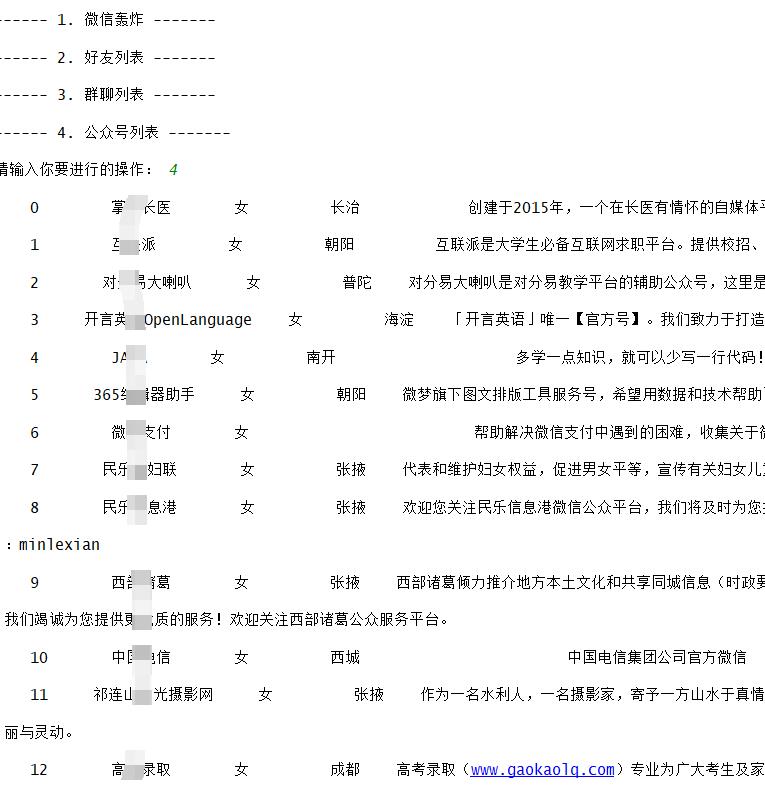 ------ 1. 微信轰炸 -------
------ 2. 好友列表 -------
------ 3. 群聊列表 -------
------ 4. 公众号列表 -------
请输入你要进行的操作： 4
0 掌 长医 女 长治 创建于2015年，一个在长医有情怀的自媒体平
1 互 派 女 朝阳 互联派是大学生必备互联网求职平台。提供校招、
2 对 易大喇叭 女 普陀 对分易大喇叭是对分易教学平台的辅助公众号，这里是
3 开言英 OpenLanguage 女 海淀 「开言英语」唯一【官方号】。我们致力于打造
4 JA 女 南开 多学一点知识，就可以少写一行代码！
5 365 辑器助手 女 朝阳 微梦旗下图文排版工具服务号，希望用数据和技术帮助
6 微 支付 女 帮助解决微信支付中遇到的困难，收集关于微
7 民乐 妇联 女 张掖 代表和维护妇女权益，促进男女平等，宣传有关妇女儿
8 民乐 息港 女 张掖 欢迎您关注民乐信息港微信公众平台，我们将及时为您
：minlexian
9 西部 诸葛 女 张掖 西部诸葛倾力推介地方本土文化和共享同城信息（时政要
我们竭诚为您提供更 质的服务！欢迎关注西部诸葛公众服务平台。
10 中国 电信 女 西城 中国电信集团公司官方微信
11 祁连山 光摄影网 女 张掖 作为一名水利人，一名摄影家，寄予一方山水于真情
丽与灵动。
12 高 录取 女 成都 高考录取（www.gaokaolq.com）专业为广大考生及家